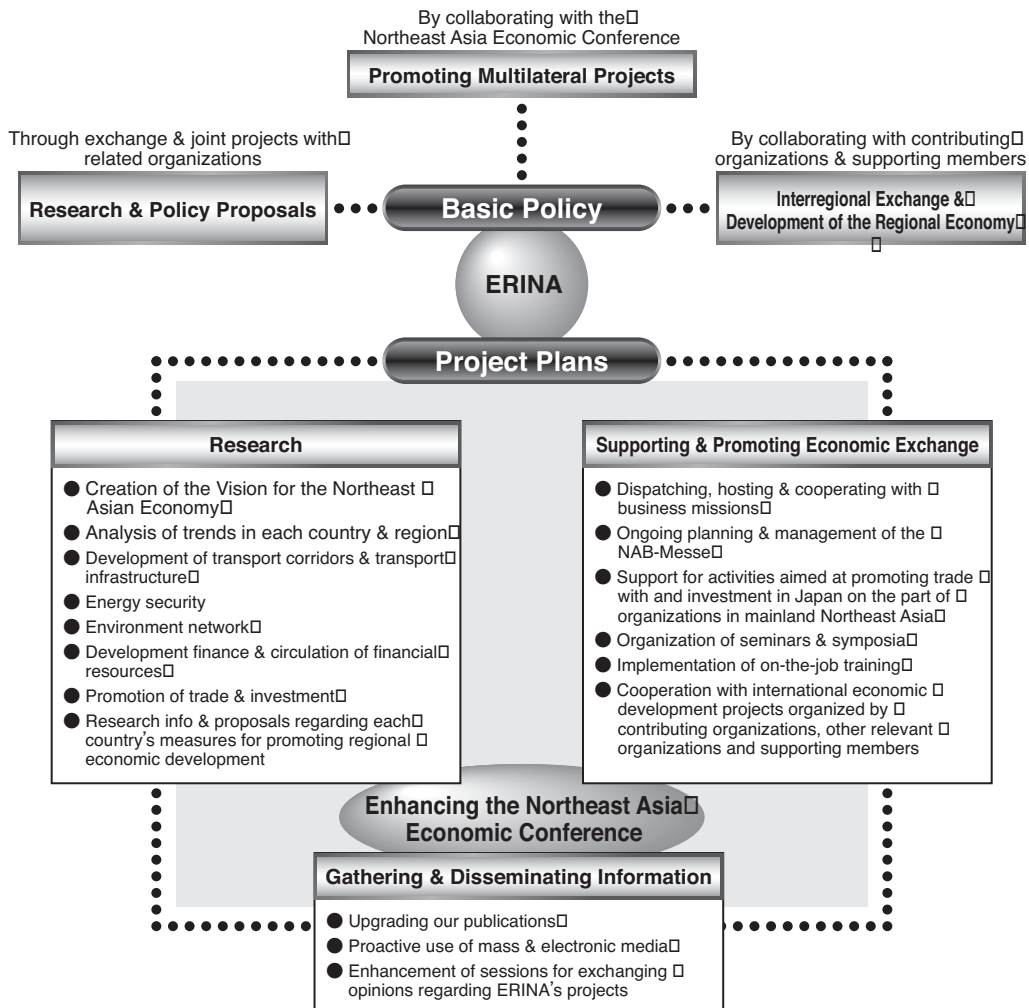 By collaborating with the□
Northeast Asia Economic Conference
Promoting Multilateral Projects
Through exchange & joint projects with□
related organizations
Research & Policy Proposals
Basic Policy
By collaborating with contributing□
organizations & supporting members
Interregional Exchange &□
Development of the Regional Economy□
□
ERINA
Project Plans
Research
● Creation of the Vision for the Northeast □
Asian Economy□
● Analysis of trends in each country & region□
● Development of transport corridors & transport□
infrastructure□
● Energy security
● Environment network□
● Development finance & circulation of financial□
resources□
● Promotion of trade & investment□
● Research info & proposals regarding each□
country's measures for promoting regional □
economic development
Supporting & Promoting Economic Exchange
● Dispatching, hosting & cooperating with □
business missions□
● Ongoing planning & management of the □
NAB-Messe□
● Support for activities aimed at promoting trade □
with and investment in Japan on the part of □
organizations in mainland Northeast Asia□
● Organization of seminars & symposia□
● Implementation of on-the-job training□
● Cooperation with international economic □
development projects organized by □
contributing organizations, other relevant □
organizations and supporting members
Enhancing the Northeast Asia□
Economic Conference
Gathering & Disseminating Information
● Upgrading our publications□
● Proactive use of mass & electronic media□
● Enhancement of sessions for exchanging □
opinions regarding ERINA's projects